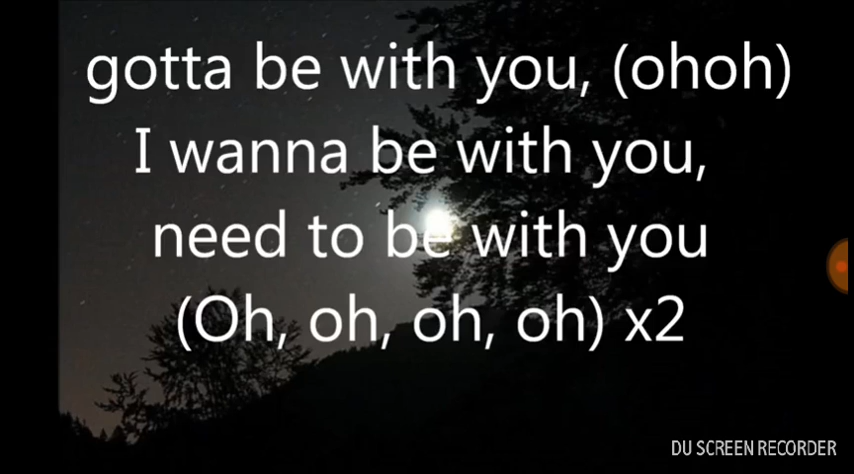 gotta be with you, (ohoh)
I wanna be with you,
need to be with you
(Oh, oh, oh, oh) x2
DU SCREEN RECORDER